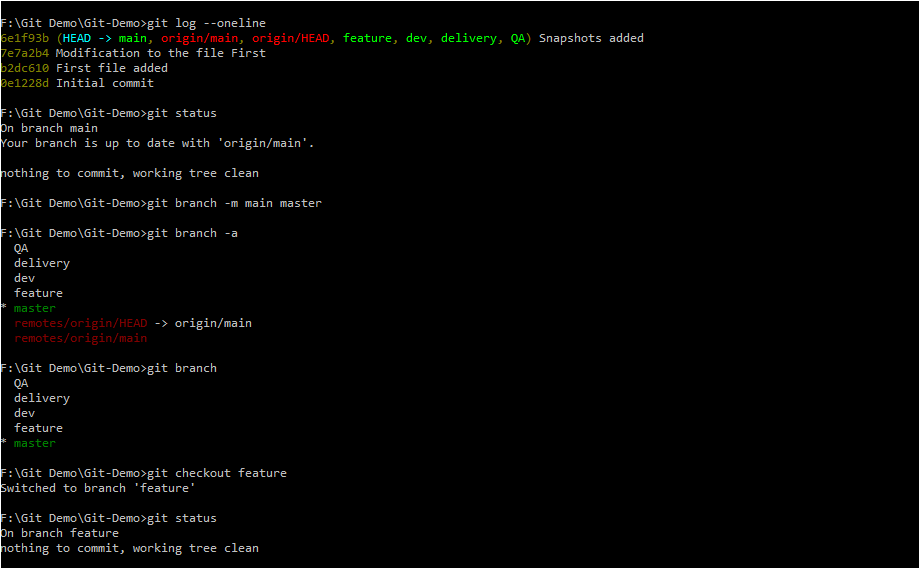 F:\Git Demo\Git-Demo>git log --oneline
6e1f93b (HEAD -> main, origin/main, origin/HEAD, feature, dev, delivery, QA) Snapshots added
7e7a2b4 Modification to the file First
b2dc610 First file added
0e1228d Initial commit
F:\Git Demo\Git-Demo>git status
On branch main
Your branch is up to date with 'origin/main'.
nothing to commit, working tree clean
F:\Git Demo\Git-Demo>git branch -m main master
F:\Git Demo\Git-Demo>git branch -a
QA
delivery
dev
feature
* master
remotes/origin/HEAD -> origin/main
remotes/origin/main
F:\Git Demo\Git-Demo>git branch
QA
delivery
dev
feature
* master
F:\Git Demo\Git-Demo>git checkout feature
Switched to branch 'feature'
F:\Git Demo\Git-Demo>git status
On branch feature
nothing to commit, working tree clean